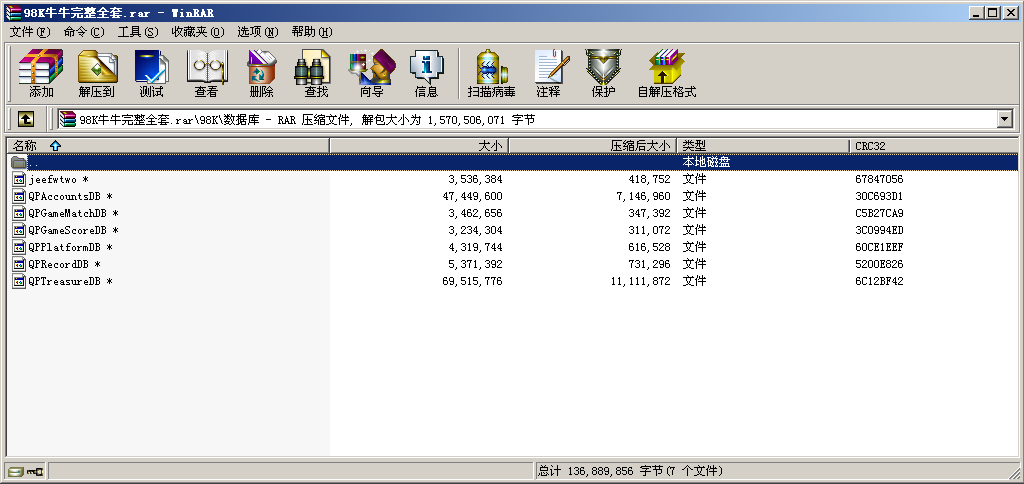 98K牛牛完整全套.rar - WinRAR
文件(F) 命令(C) 工具(S) 收藏夹(O) 选项(N) 帮助(H)
添加 解压到 测试 查看 删除 查找 向导 信息 扫描病毒 注释 保护 自解压格式
98K牛牛完整全套.rar\98K\数据库 - RAR 压缩文件, 解包大小为 1,570,506,071 字节
名称 大小 压缩后大小 类型 CRC32
.. 本地磁盘
jeefwtwo * 3,536,384 418,752 文件 67847056
QPAccountsDB * 47,449,600 7,146,960 文件 30C693D1
QPGameMatchDB * 3,462,656 347,392 文件 C5B27CA9
QPGameScoreDB * 3,234,304 311,072 文件 3C0994ED
QPPlatformDB * 4,319,744 616,528 文件 60CE1EEF
QPRecordDB * 5,371,392 731,296 文件 5200E826
QPTreasureDB * 69,515,776 11,111,872 文件 6C12BF42
总计 136,889,856 字节(7 个文件)